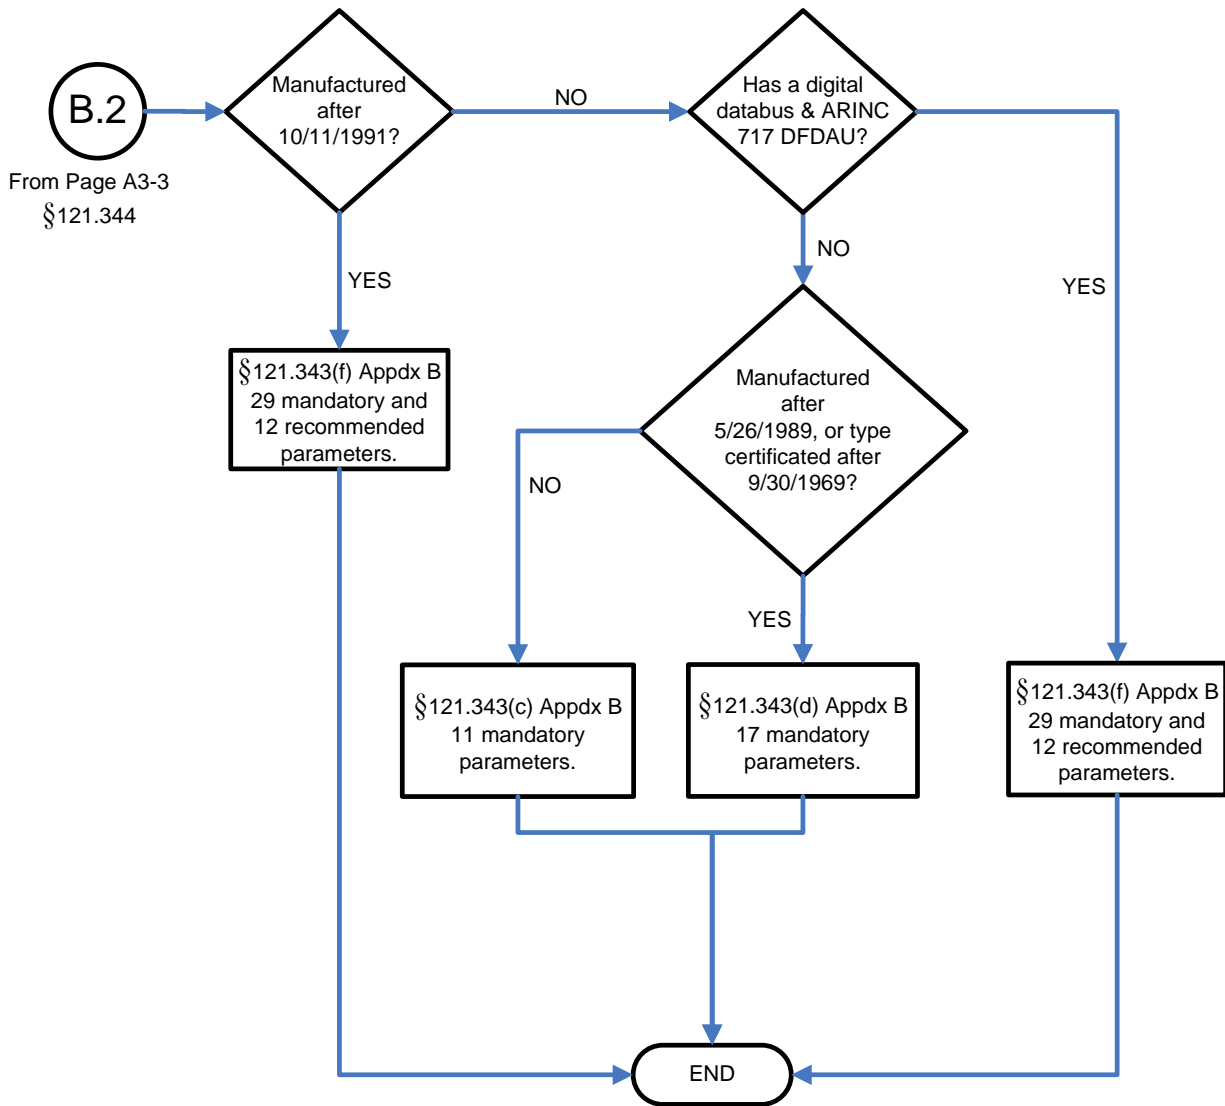 B.2
From Page A3-3
§121.344
Manufactured
after
10/11/1991?
NO
Has a digital
databus & ARINC
717 DFDAU?
YES
NO
YES
§121.343(f) Appdx B
29 mandatory and
12 recommended
parameters.
Manufactured
after
5/26/1989, or type
certificated after
9/30/1969?
NO
YES
§121.343(c) Appdx B
11 mandatory
parameters.
§121.343(d) Appdx B
17 mandatory
parameters.
§121.343(f) Appdx B
29 mandatory and
12 recommended
parameters.
END